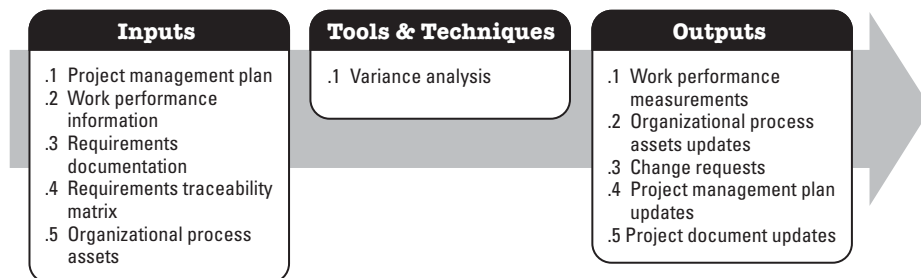 Inputs
.1 Project management plan
.2 Work performance
information
.3 Requirements
documentation
.4 Requirements traceability
matrix
.5 Organizational process
assets
Tools & Techniques
.1 Variance analysis
Outputs
.1 Work performance
measurements
.2 Organizational process
assets updates
.3 Change requests
.4 Project management plan
updates
.5 Project document updates